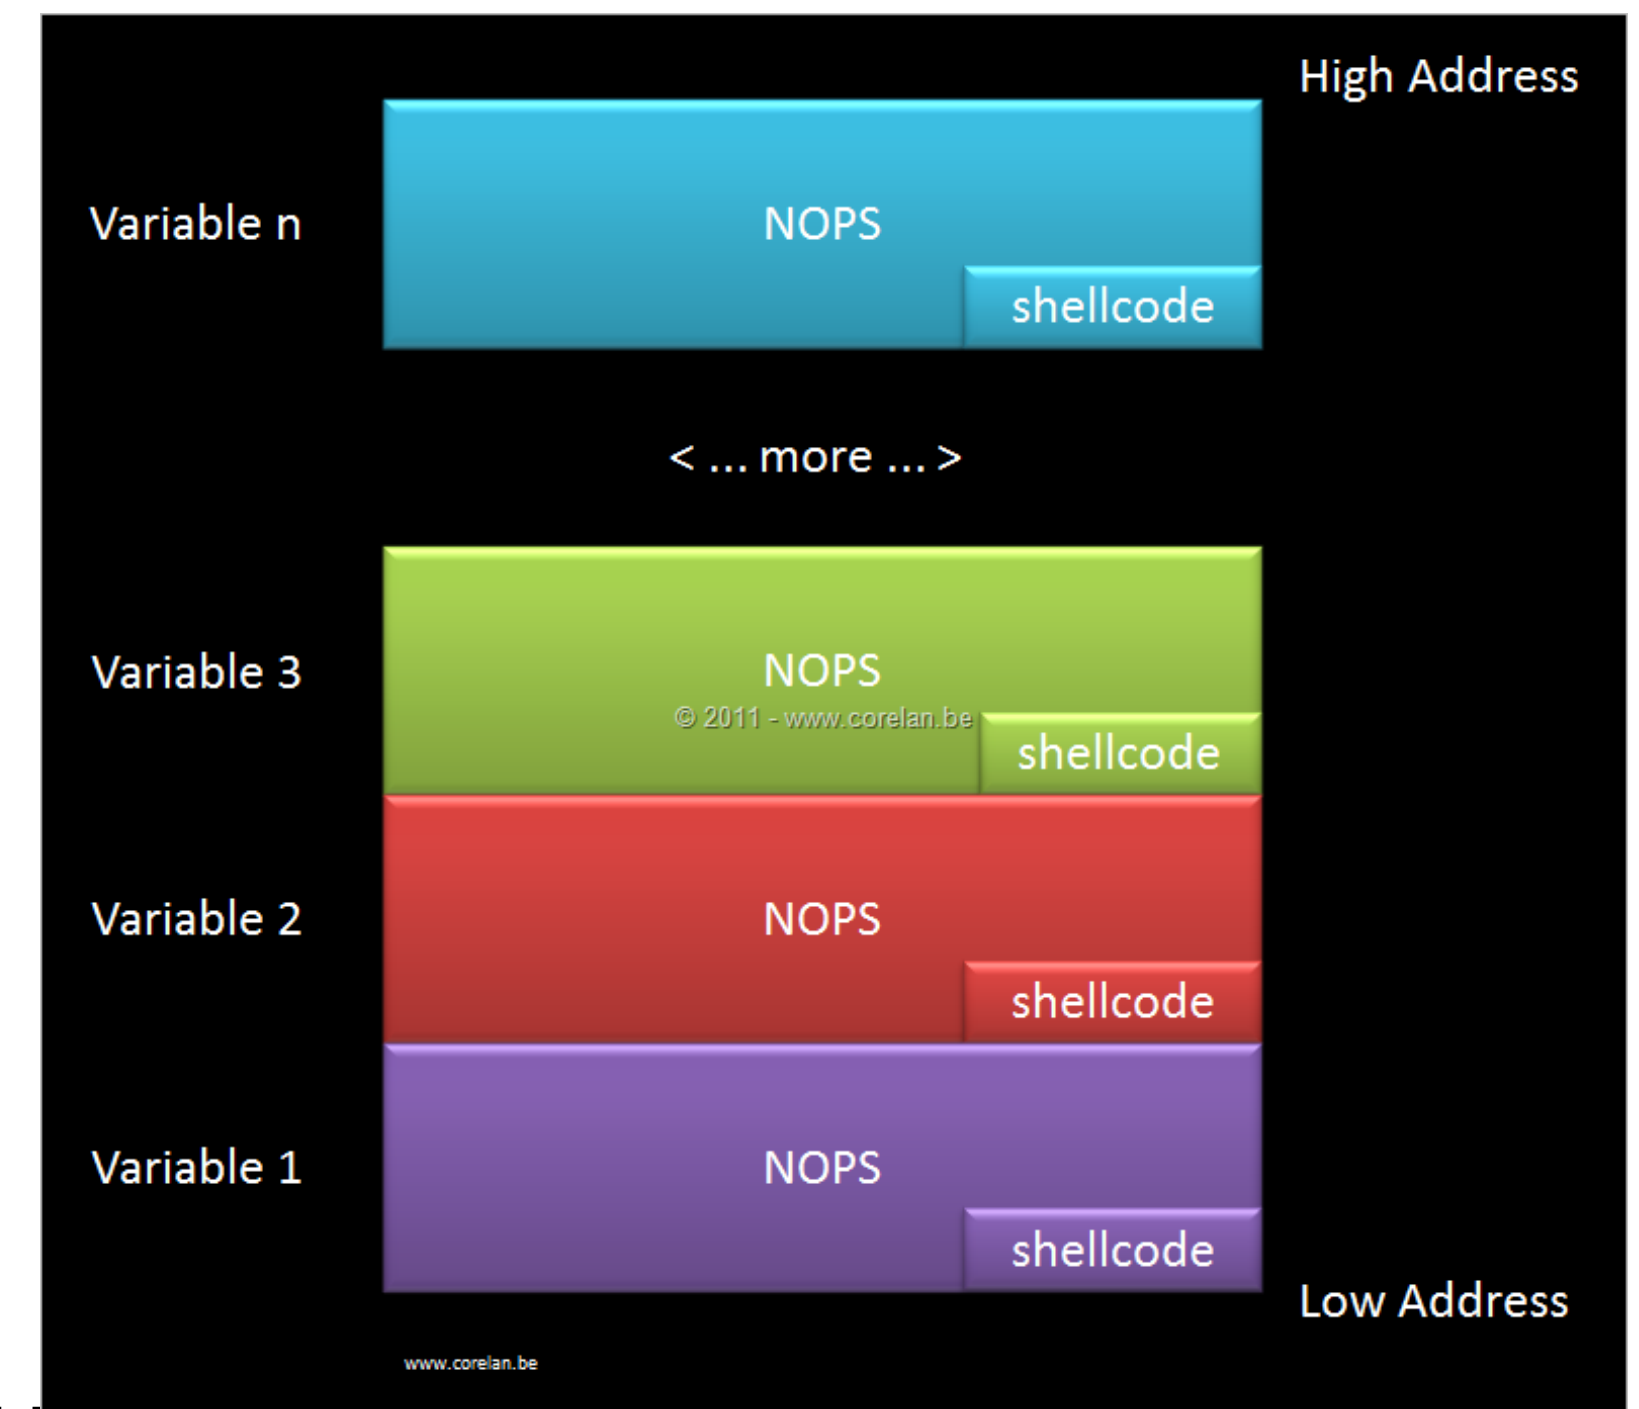 High Address
Variable n
NOPS
shellcode
< ... more ... >
Variable 3
NOPS
© 2011 - www.corelan.be
shellcode
Variable 2
NOPS
shellcode
Variable 1
NOPS
shellcode
Low Address
www.corelan.be